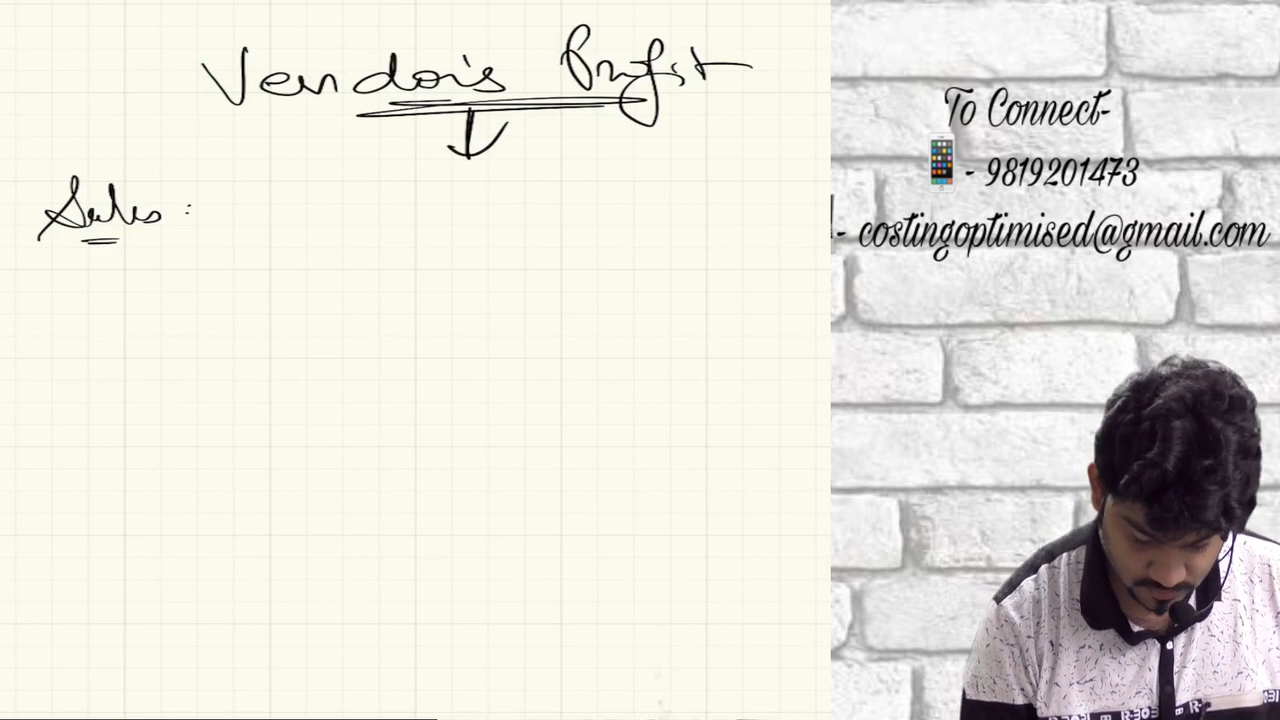 Vendor's Profit
Sales :
To Connect-
📱- 9819201473
- costingoptimised@gmail.com